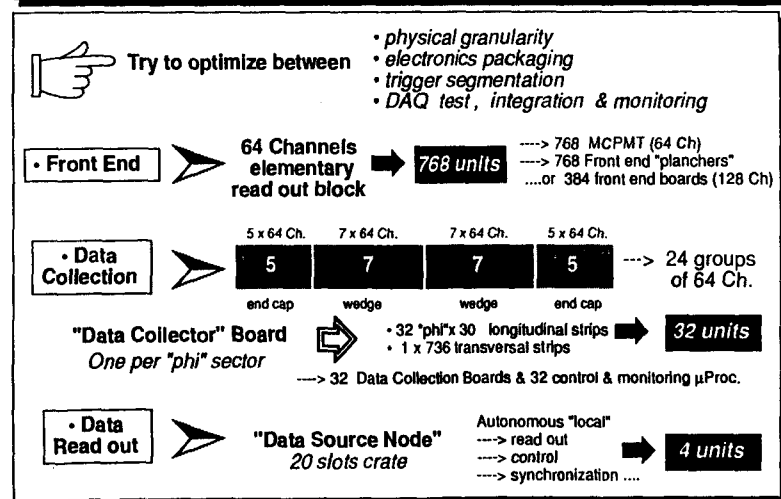 Try to optimize between
• physical granularity
• electronics packaging
• trigger segmentation
• DAQ test, integration & monitoring
• Front End
64 Channels
elementary
read out block
768 units
----> 768 MCPMT (64 Ch)
----> 768 Front end "planchers"
....or 384 front end boards (128 Ch)
• Data
Collection
5 x 64 Ch. 7 x 64 Ch. 7 x 64 Ch. 5 x 64 Ch.
5 7 7 5
end cap wedge wedge end cap
---> 24 groups
of 64 Ch.
"Data Collector" Board
One per "phi" sector
• 32 "phi"x 30 longitudinal strips
• 1 x 736 transversal strips
32 units
----> 32 Data Collection Boards & 32 control & monitoring µProc.
• Data
Read out
"Data Source Node"
20 slots crate
Autonomous "local"
----> read out
----> control
----> synchronization ....
4 units